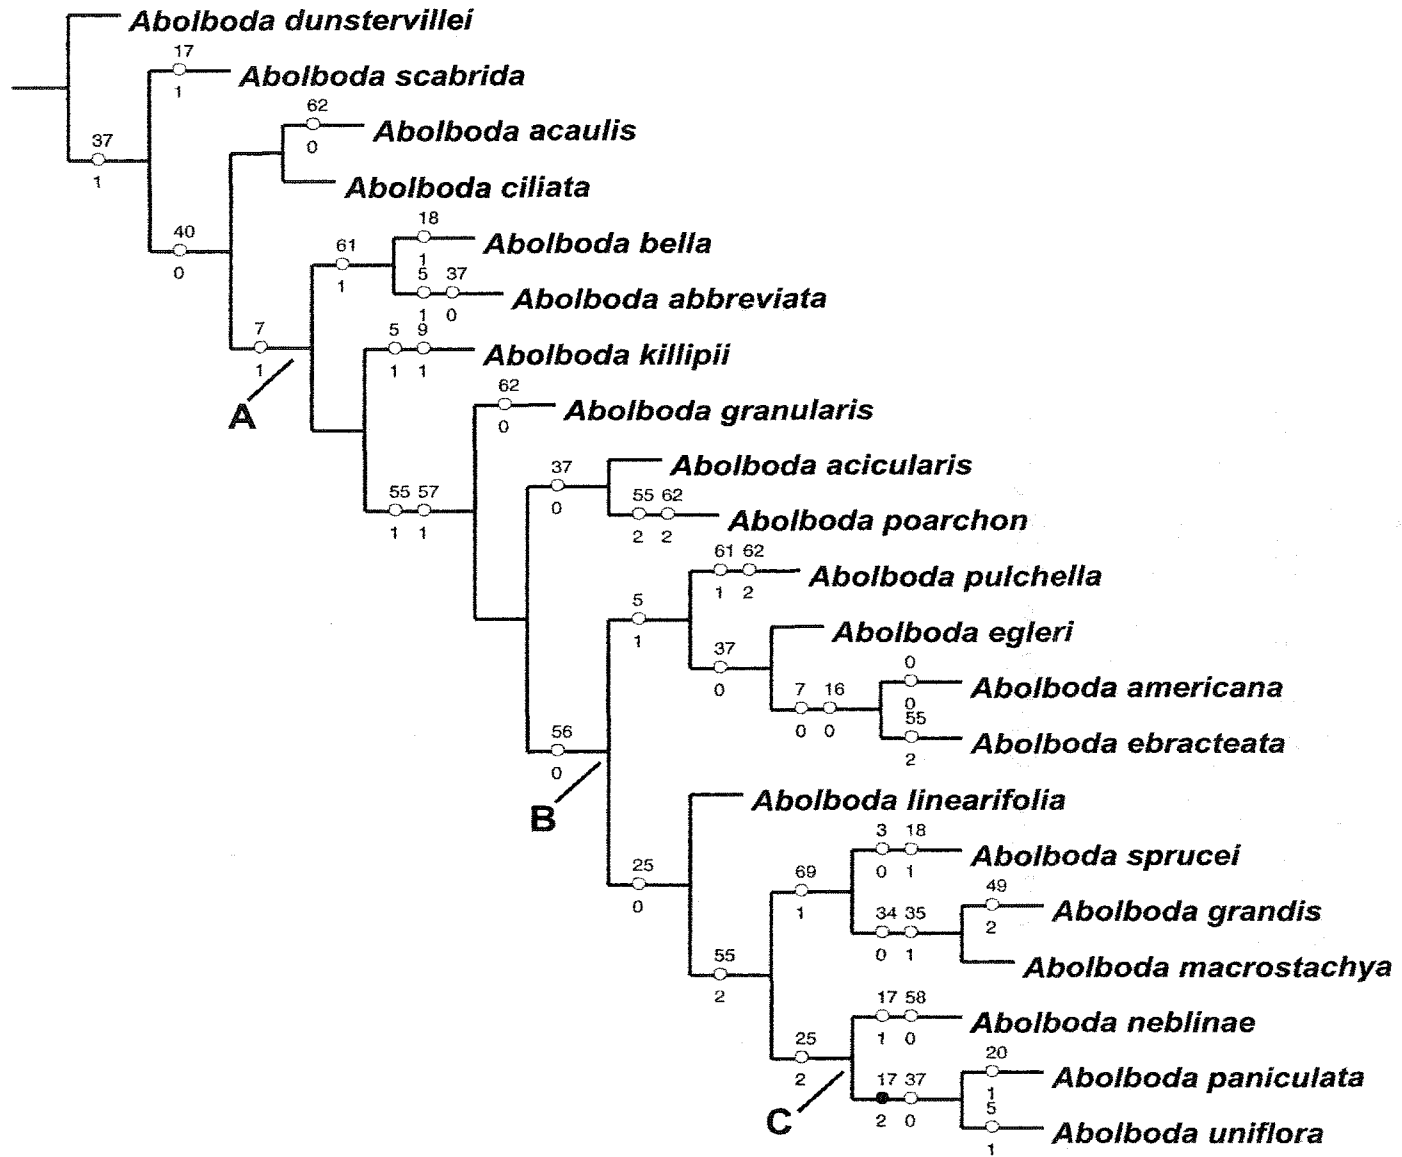 Abolboda dunstervillei
17
Abolboda scabrida
1
62
Abolboda acaulis
37
0
1
Abolboda ciliata
18
40
61
Abolboda bella
1
0
1
5 37
Abolboda abbreviata
1 0
7
5 9
Abolboda killipii
1
1 1
A
62
Abolboda granularis
0
37
Abolboda acicularis
55 57
0
55 62
Abolboda poarchon
1 1
2 2
61 62
Abolboda pulchella
5
1 2
1
Abolboda egleri
37
0
0
Abolboda americana
7 16
0
0 0
55
Abolboda ebracteata
56
2
0
B
Abolboda linearifolia
3 18
Abolboda sprucei
25
69
0 1
0
1
49
34 35
Abolboda grandis
2
0 1
55
Abolboda macrostachya
2
17 58
Abolboda neblinae
25
1 0
2
20
17 37
Abolboda paniculata
1
C
2 0
5
Abolboda uniflora
1